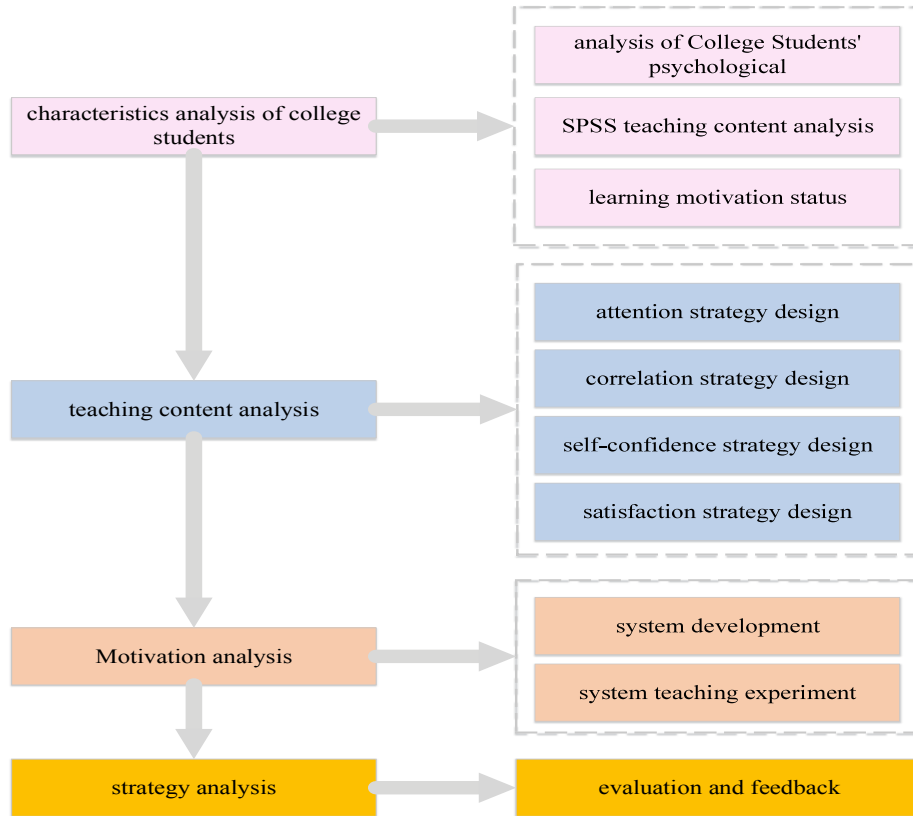 characteristics analysis of college
students
analysis of College Students'
psychological
SPSS teaching content analysis
learning motivation status
teaching content analysis
attention strategy design
correlation strategy design
self-confidence strategy design
satisfaction strategy design
Motivation analysis
system development
system teaching experiment
strategy analysis
evaluation and feedback